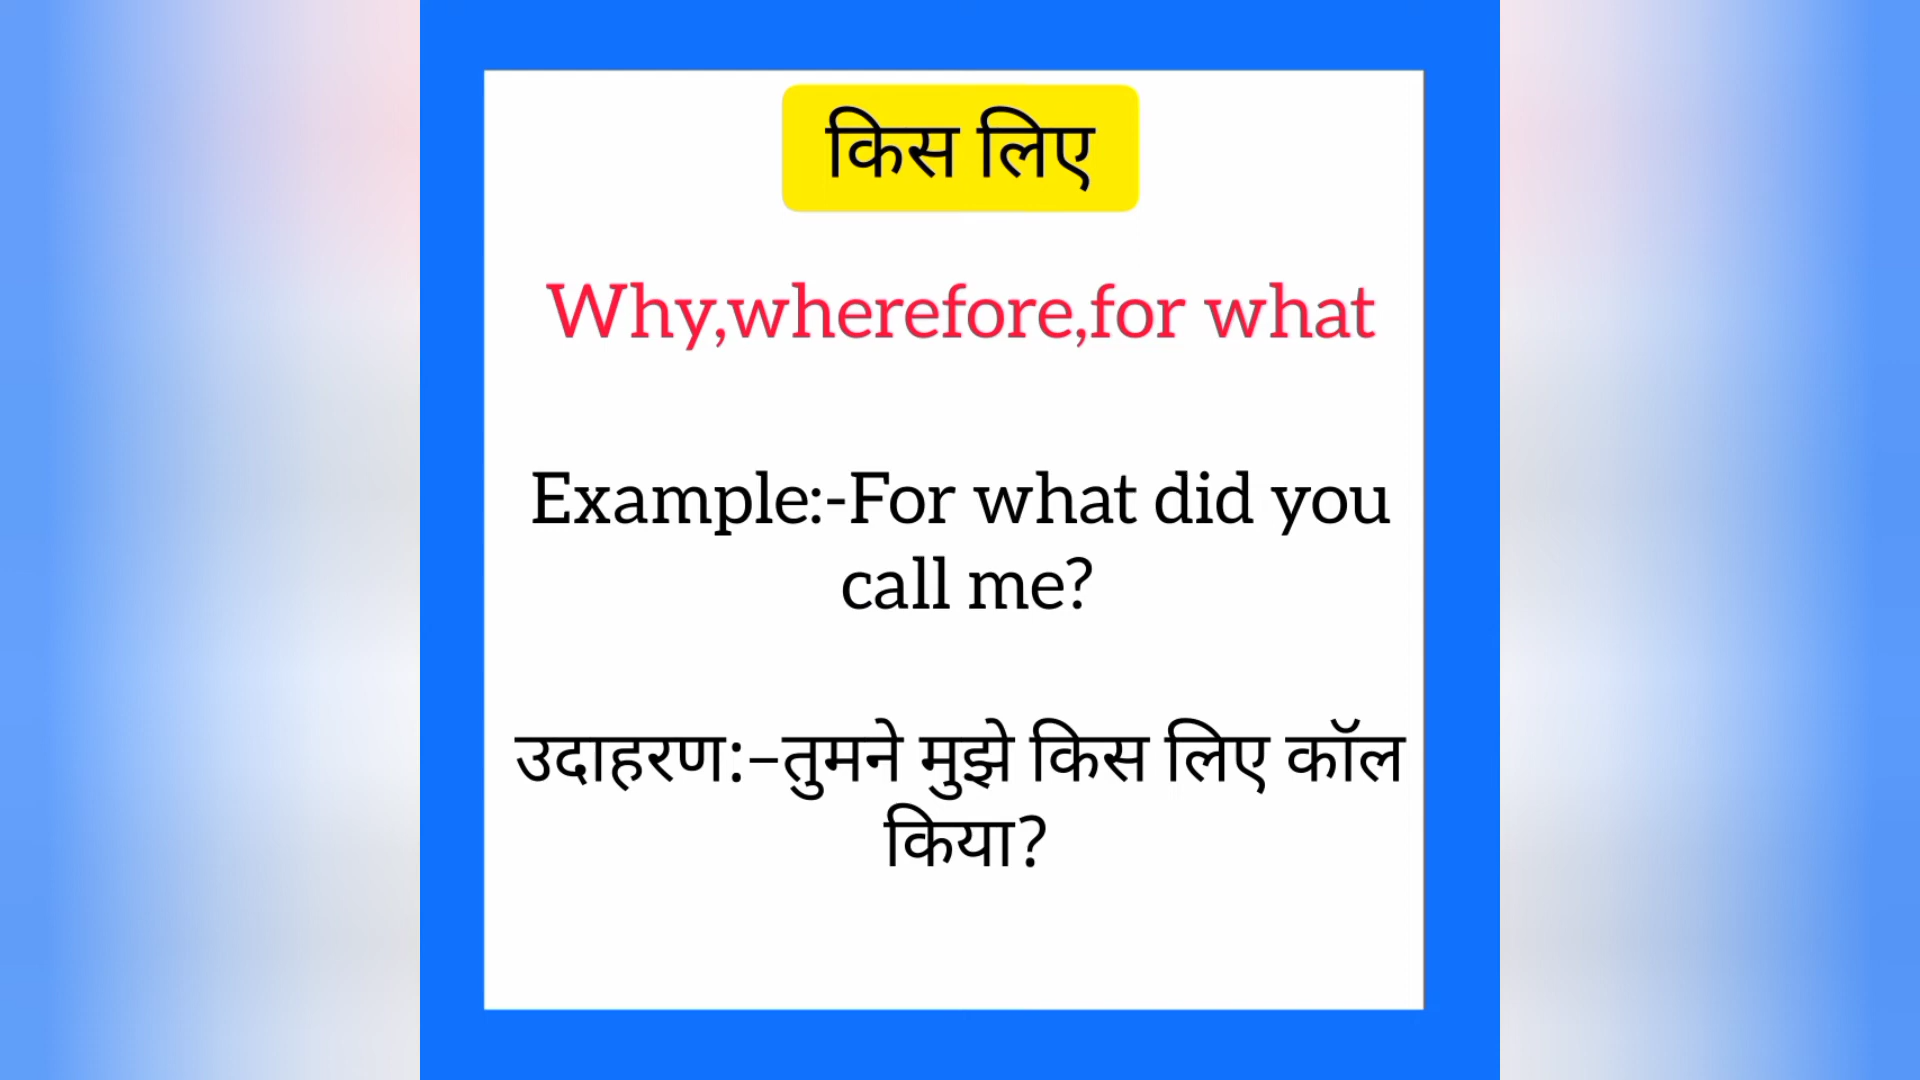 किस लिए
Why,wherefore,for what
Example:-For what did you
call me?
उदाहरण:–तुमने मुझे किस लिए कॉल
किया?